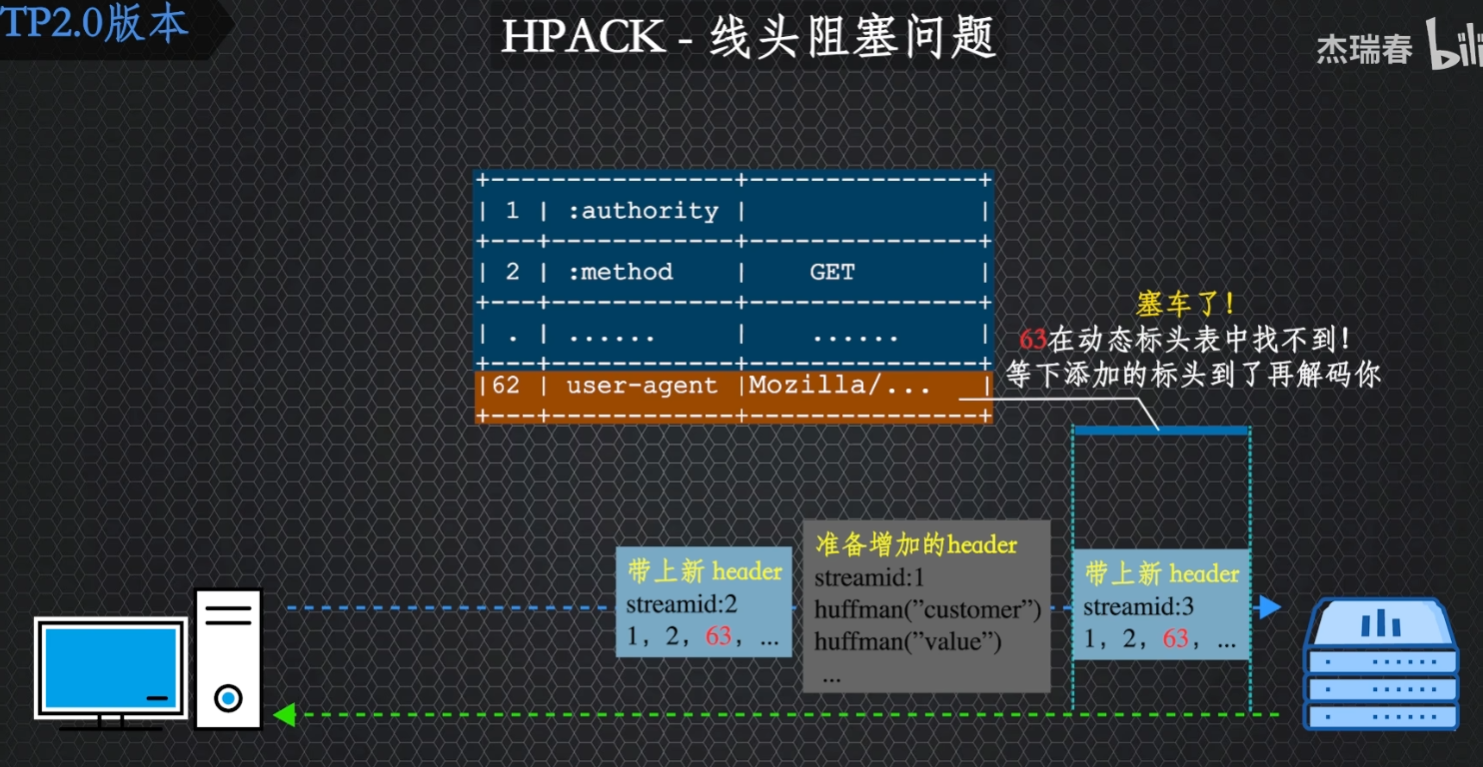 TP2.0版本
HPACK - 线头阻塞问题
杰瑞春
1 :authority
2 :method GET
. ...... ......
62 user-agent Mozilla/...
塞车了！
63在动态标头表中找不到！
等下添加的标头到了再解码你
带上新 header
streamid:2
1，2，63，...
准备增加的header
streamid:1
huffman(”customer”)
huffman(”value”)
...
带上新 header
streamid:3
1，2，63，...